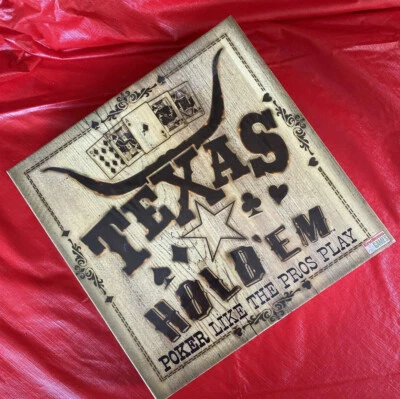 TEXAS
HOLD'EM
POKER LIKE THE PROS PLAY